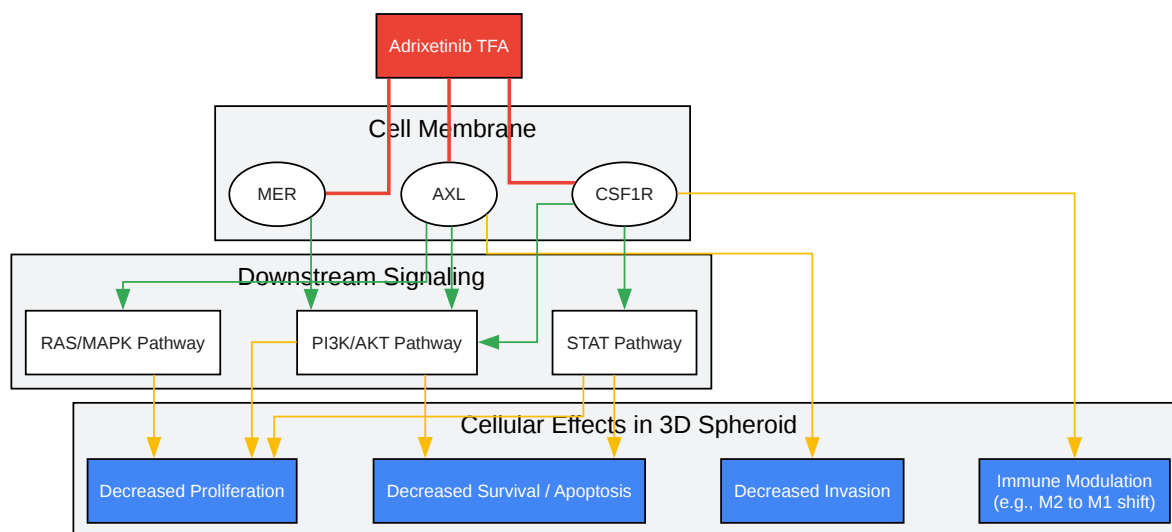 Adrixetinib TFA
Cell Membrane
MER
AXL
CSF1R
Downstream Signaling
RAS/MAPK Pathway
PI3K/AKT Pathway
STAT Pathway
Cellular Effects in 3D Spheroid
Decreased Proliferation
Decreased Survival / Apoptosis
Decreased Invasion
Immune Modulation
(e.g., M2 to M1 shift)